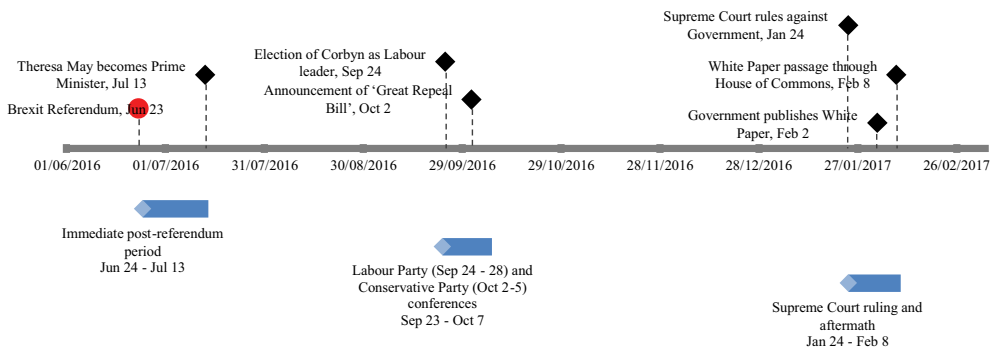 Supreme Court rules against
Government, Jan 24
Election of Corbyn as Labour
leader, Sep 24
Theresa May becomes Prime
Minister, Jul 13
White Paper passage through
House of Commons, Feb 8
Announcement of ‘Great Repeal
Bill’, Oct 2
Brexit Referendum, Jun 23
Government publishes White
Paper, Feb 2
01/06/2016 01/07/2016 31/07/2016 30/08/2016 29/09/2016 29/10/2016 28/11/2016 28/12/2016 27/01/2017 26/02/2017
Immediate post-referendum
period
Jun 24 - Jul 13
Labour Party (Sep 24 - 28) and
Conservative Party (Oct 2-5)
conferences
Sep 23 - Oct 7
Supreme Court ruling and
aftermath
Jan 24 - Feb 8